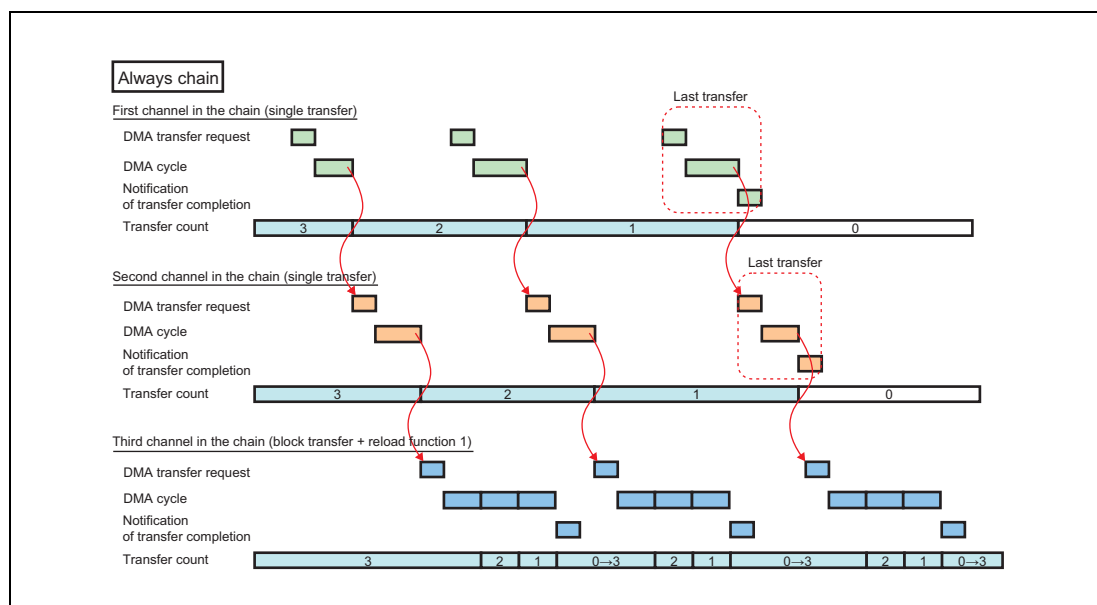 Always chain
First channel in the chain (single transfer)
Last transfer
DMA transfer request
DMA cycle
Notification
of transfer completion
Transfer count
3 2 1 0
Second channel in the chain (single transfer)
Last transfer
DMA transfer request
DMA cycle
Notification
of transfer completion
Transfer count
3 2 1 0
Third channel in the chain (block transfer + reload function 1)
DMA transfer request
DMA cycle
Notification
of transfer completion
Transfer count
3 2 1 0→3 2 1 0→3 2 1 0→3